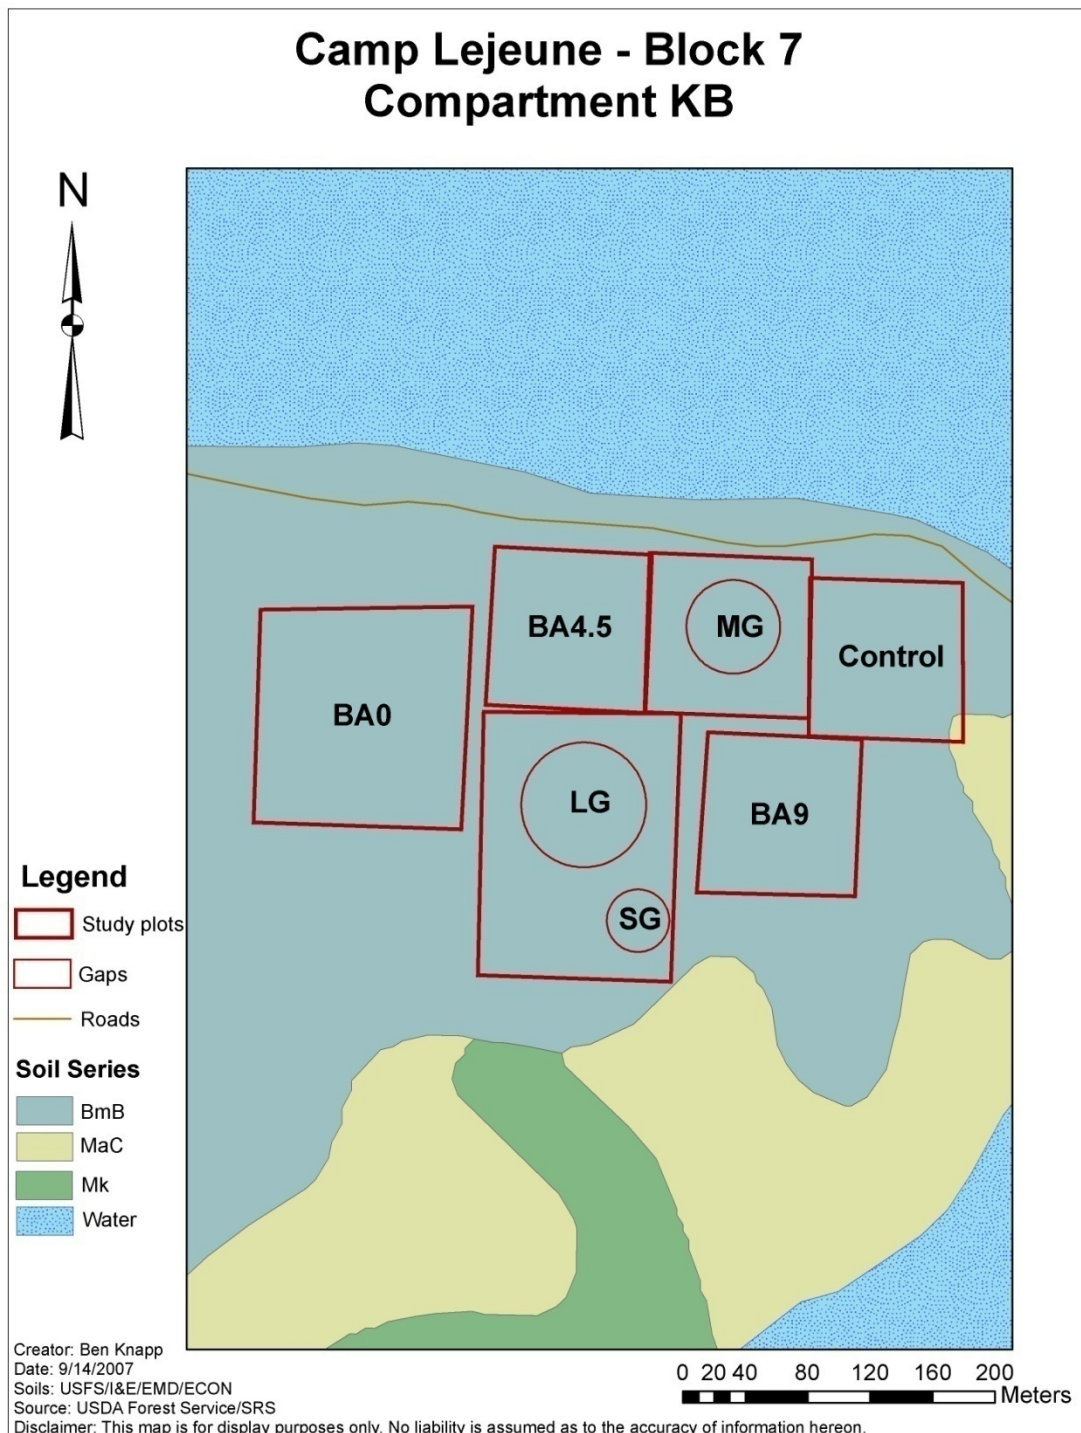 Camp Lejeune - Block 7
Compartment KB
N
BA4.5
MG
Control
BA0
LG
BA9
SG
Legend
Study plots
Gaps
Roads
Soil Series
BmB
MaC
Mk
Water
Creator: Ben Knapp
Date: 9/14/2007
Soils: USFS/I&E/EMD/ECON
Source: USDA Forest Service/SRS
Disclaimer: This map is for display purposes only. No liability is assumed as to the accuracy of information hereon.
0 20 40 80 120 160 200
Meters